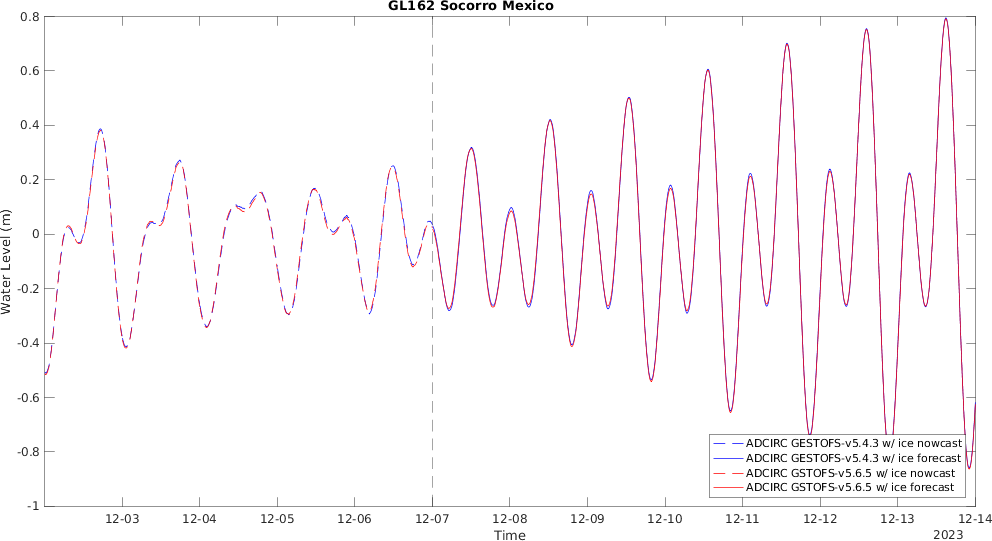 GL162 Socorro Mexico
0.8
0.6
0.4
0.2
0
-0.2
-0.4
-0.6
-0.8
-1
Water Level (m)
ADCIRC GESTOFS-v5.4.3 w/ ice nowcast
ADCIRC GESTOFS-v5.4.3 w/ ice forecast
ADCIRC GSTOFS-v5.6.5 w/ ice nowcast
ADCIRC GSTOFS-v5.6.5 w/ ice forecast
12-03 12-04 12-05 12-06 12-07 12-08 12-09 12-10 12-11 12-12 12-13 12-14
Time
2023